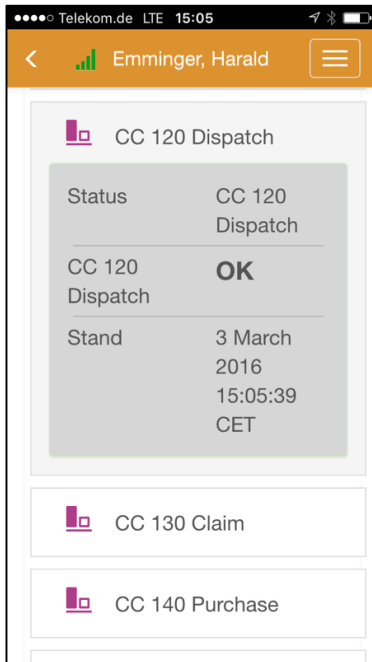 Telekom.de LTE 15:05
Emminger, Harald
CC 120 Dispatch
Status CC 120
Dispatch
CC 120 OK
Dispatch
Stand 3 March
2016
15:05:39
CET
CC 130 Claim
CC 140 Purchase